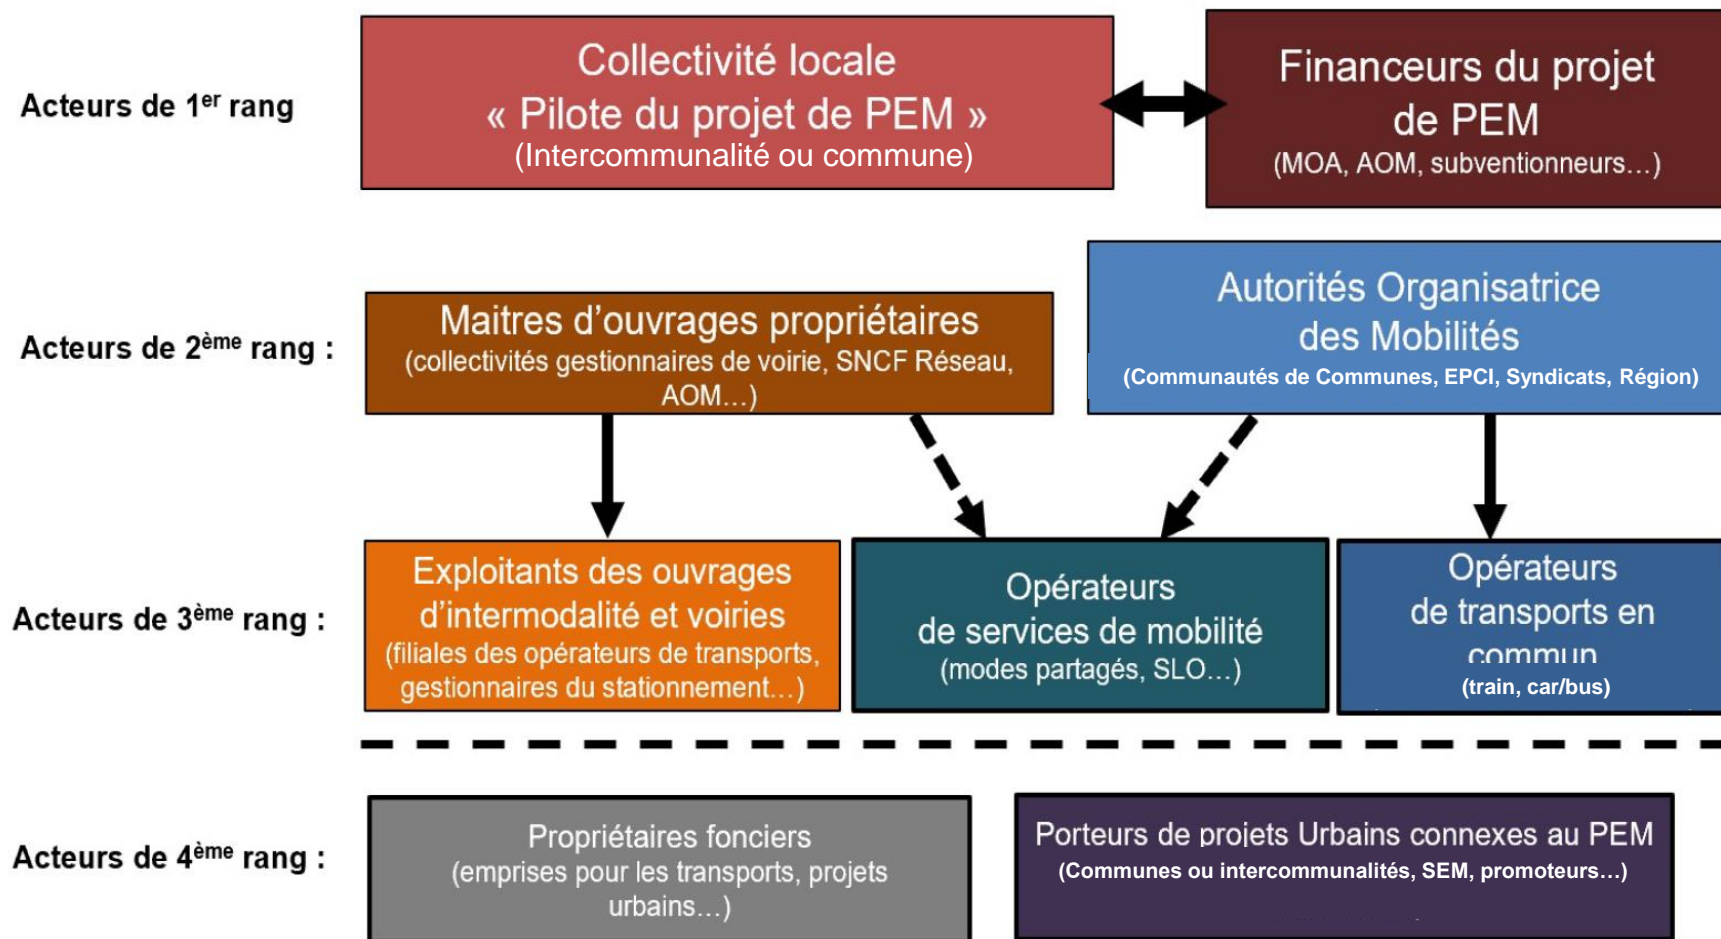 Acteurs de 1er rang
Collectivité locale
« Pilote du projet de PEM »
(Intercommunalité ou commune)
Financeurs du projet
de PEM
(MOA, AOM, subventionneurs…)
Acteurs de 2ème rang :
Maitres d’ouvrages propriétaires
(collectivités gestionnaires de voirie, SNCF Réseau,
AOM…)
Autorités Organisatrice
des Mobilités
(Communautés de Communes, EPCI, Syndicats, Région)
Acteurs de 3ème rang :
Exploitants des ouvrages
d’intermodalité et voiries
(filiales des opérateurs de transports,
gestionnaires du stationnement…)
Opérateurs
de services de mobilité
(modes partagés, SLO…)
Opérateurs
de transports en
commun
(train, car/bus)
Acteurs de 4ème rang :
Propriétaires fonciers
(emprises pour les transports, projets
urbains…)
Porteurs de projets Urbains connexes au PEM
(Communes ou intercommunalités, SEM, promoteurs…)